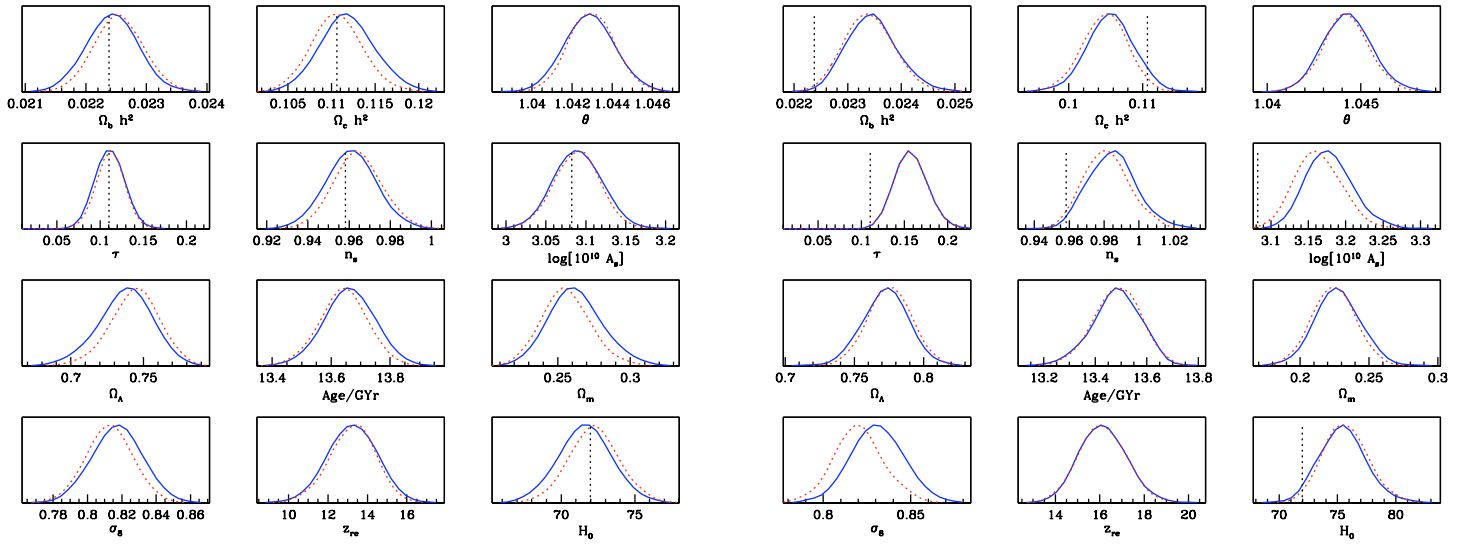 0.021 0.022 0.023 0.024 0.105 0.11 0.115 0.12 1.04 1.042 1.044 1.046 0.022 0.023 0.024 0.025 0.1 0.11 1.04 1.045
Ω_b h² Ω_c h² θ Ω_b h² Ω_c h² θ
0.05 0.1 0.15 0.2 0.92 0.94 0.96 0.98 1 3 3.05 3.1 3.15 3.2 0.05 0.1 0.15 0.2 0.94 0.96 0.98 1 1.02 3.1 3.15 3.2 3.25 3.3
τ n_s log[10¹⁰ A_s] τ n_s log[10¹⁰ A_s]
0.7 0.75 13.4 13.6 13.8 0.25 0.3 0.7 0.75 0.8 13.2 13.4 13.6 13.8 0.2 0.25 0.3
Ω_Λ Age/GYr Ω_m Ω_Λ Age/GYr Ω_m
0.78 0.8 0.82 0.84 0.86 10 12 14 16 70 75 0.8 0.85 14 16 18 20 70 75 80
σ_8 z_re H_0 σ_8 z_re H_0